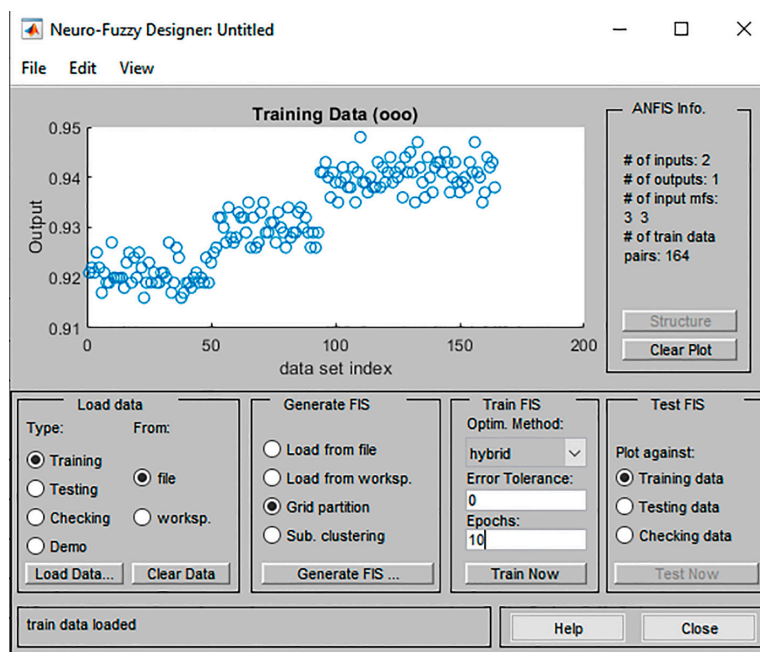 Neuro-Fuzzy Designer: Untitled
File Edit View
Training Data (ooo)
0.95
0.94
0.93
0.92
0.91
Output
0 50 100 150 200
data set index
ANFIS Info.
# of inputs: 2
# of outputs: 1
# of input mfs:
3 3
# of train data
pairs: 164
Structure
Clear Plot
Load data
Type: From:
Training
Testing
Checking
Demo
file
worksp.
Load Data... Clear Data
Generate FIS
Load from file
Load from worksp.
Grid partition
Sub. clustering
Generate FIS ...
Train FIS
Optim. Method:
hybrid
Error Tolerance:
0
Epochs:
10
Train Now
Test FIS
Plot against:
Training data
Testing data
Checking data
Test Now
train data loaded
Help Close